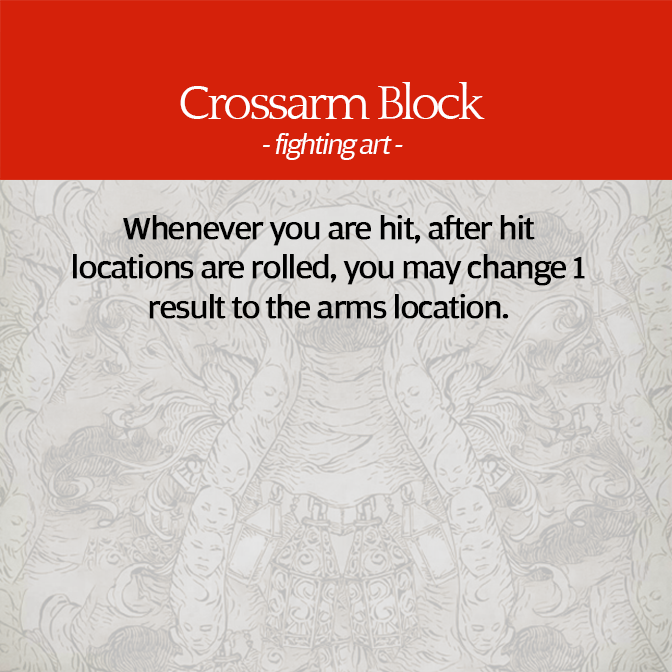 Crossarm Block
- fighting art -
Whenever you are hit, after hit
locations are rolled, you may change 1
result to the arms location.